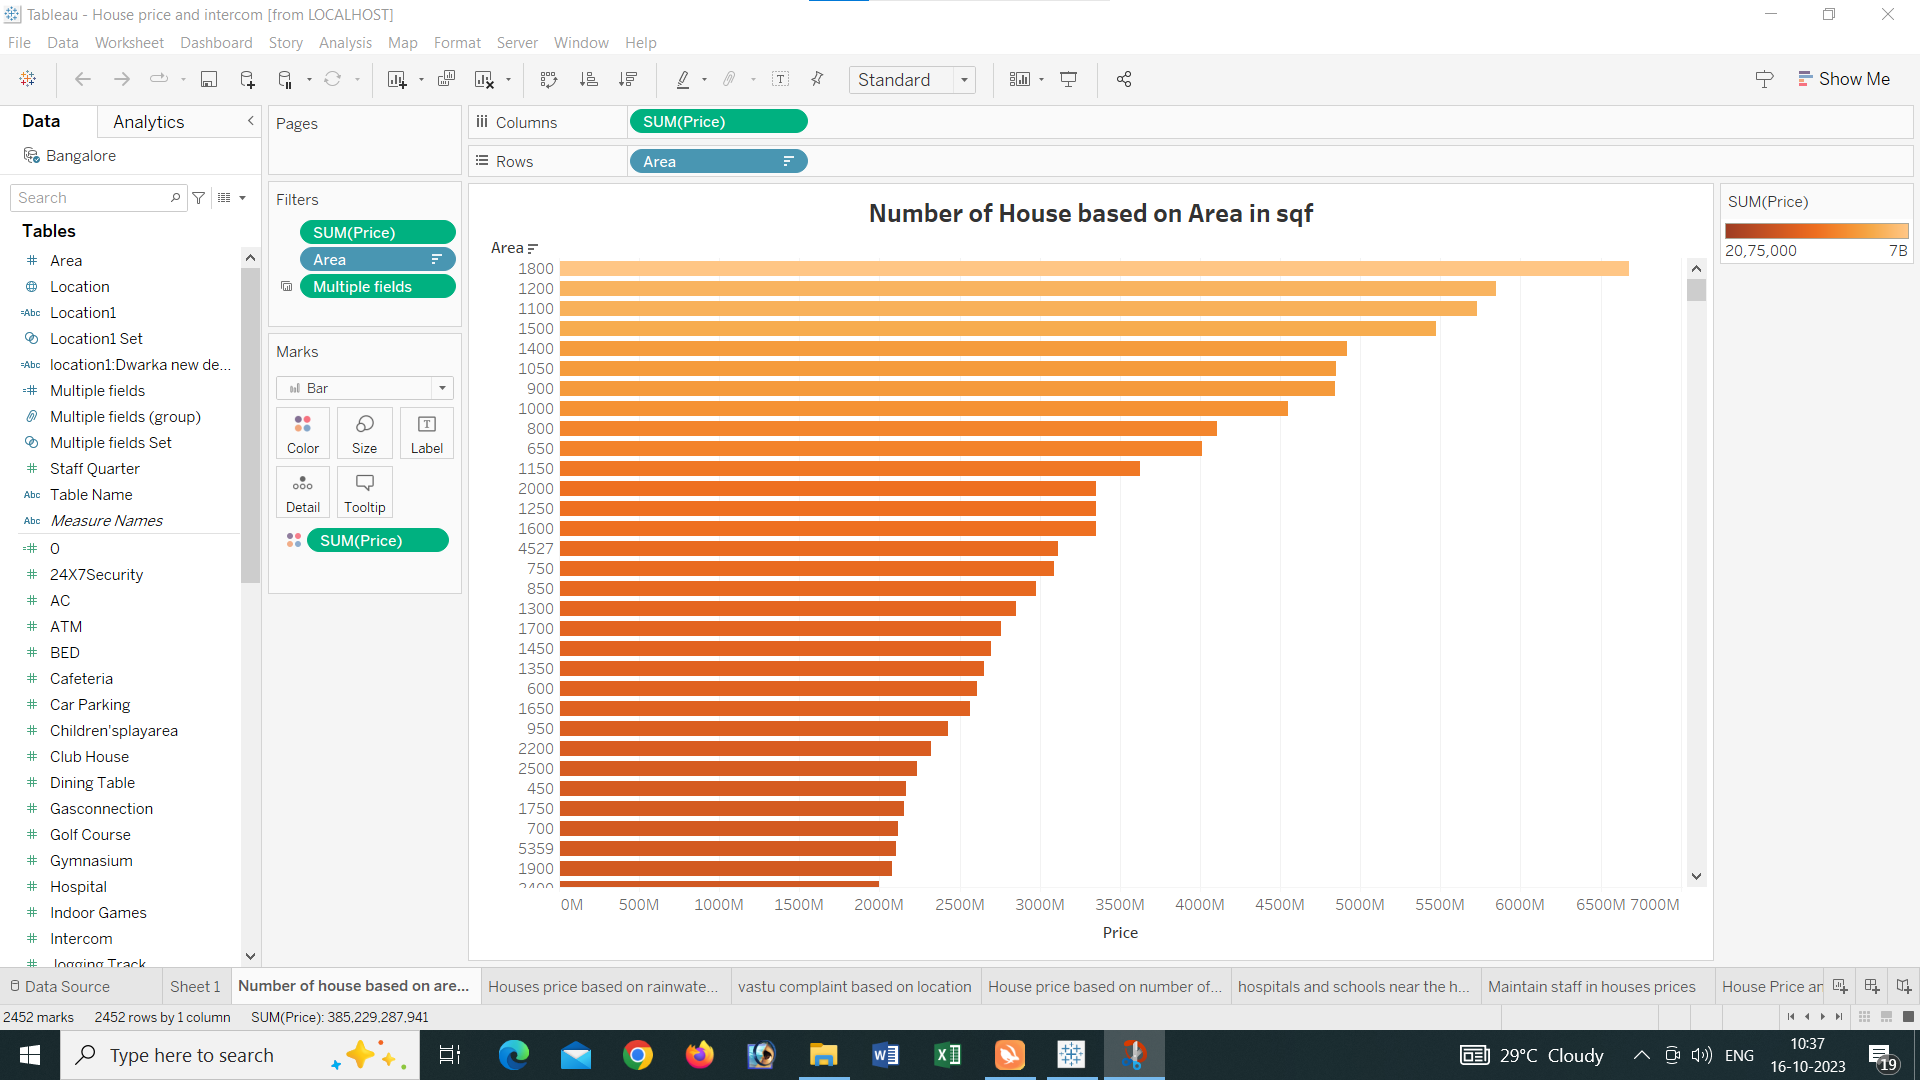 Tableau - House price and intercom [from LOCALHOST]
File Data Worksheet Dashboard Story Analysis Map Format Server Window Help
Standard
Show Me
Data
Analytics
Bangalore
Search
Tables
Area
Location
Abc Location1
Location1 Set
Abc location1:Dwarka new de...
Multiple fields
Multiple fields (group)
Multiple fields Set
Staff Quarter
Abc Table Name
Abc Measure Names
0
24X7Security
AC
ATM
BED
Cafeteria
Car Parking
Children'splayarea
Club House
Dining Table
Gasconnection
Golf Course
Gymnasium
Hospital
Indoor Games
Intercom
Jogging Track
Pages
Filters
SUM(Price)
Area
Multiple fields
Marks
Bar
Color
Size
Label
Detail
Tooltip
SUM(Price)
Columns
SUM(Price)
Rows
Area
Number of House based on Area in sqf
Area
1800
1200
1100
1500
1400
1050
900
1000
800
650
1150
2000
1250
1600
4527
750
850
1300
1700
1450
1350
600
1650
950
2200
2500
450
1750
700
5359
1900
2400
0M 500M 1000M 1500M 2000M 2500M 3000M 3500M 4000M 4500M 5000M 5500M 6000M 6500M 7000M
Price
SUM(Price)
20,75,000 7B
Data Source
Sheet 1
Number of house based on are...
Houses price based on rainwate...
vastu complaint based on location
House price based on number of...
hospitals and schools near the h...
Maintain staff in houses prices
House Price an
2452 marks 2452 rows by 1 column SUM(Price): 385,229,287,941
Type here to search
29°C Cloudy
ENG
10:37
16-10-2023
19